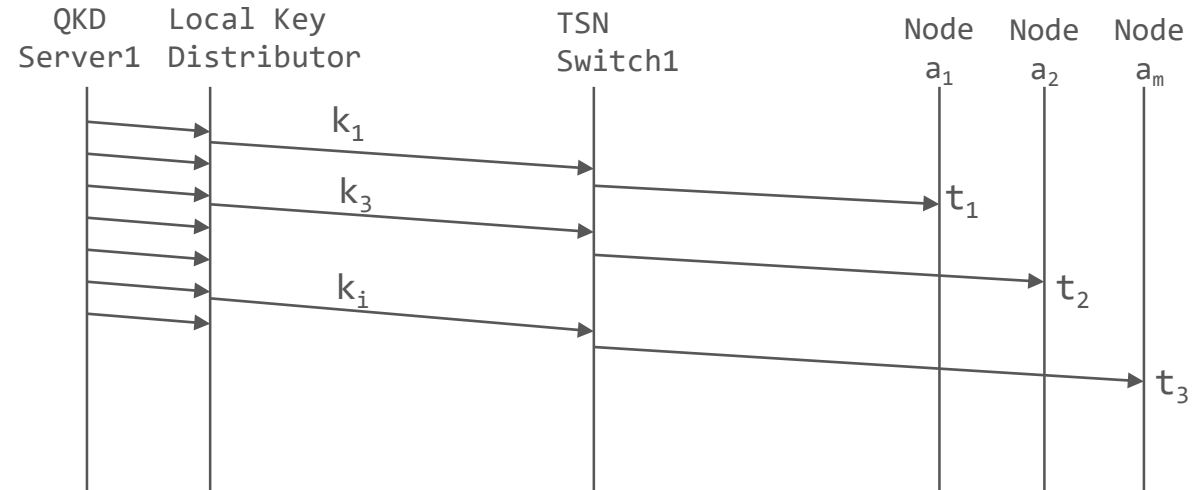 QKD Server1
Local Key Distributor
TSN Switch1
Node a₁
Node a₂
Node aₘ
k₁
t₁
k₃
t₂
kᵢ
t₃